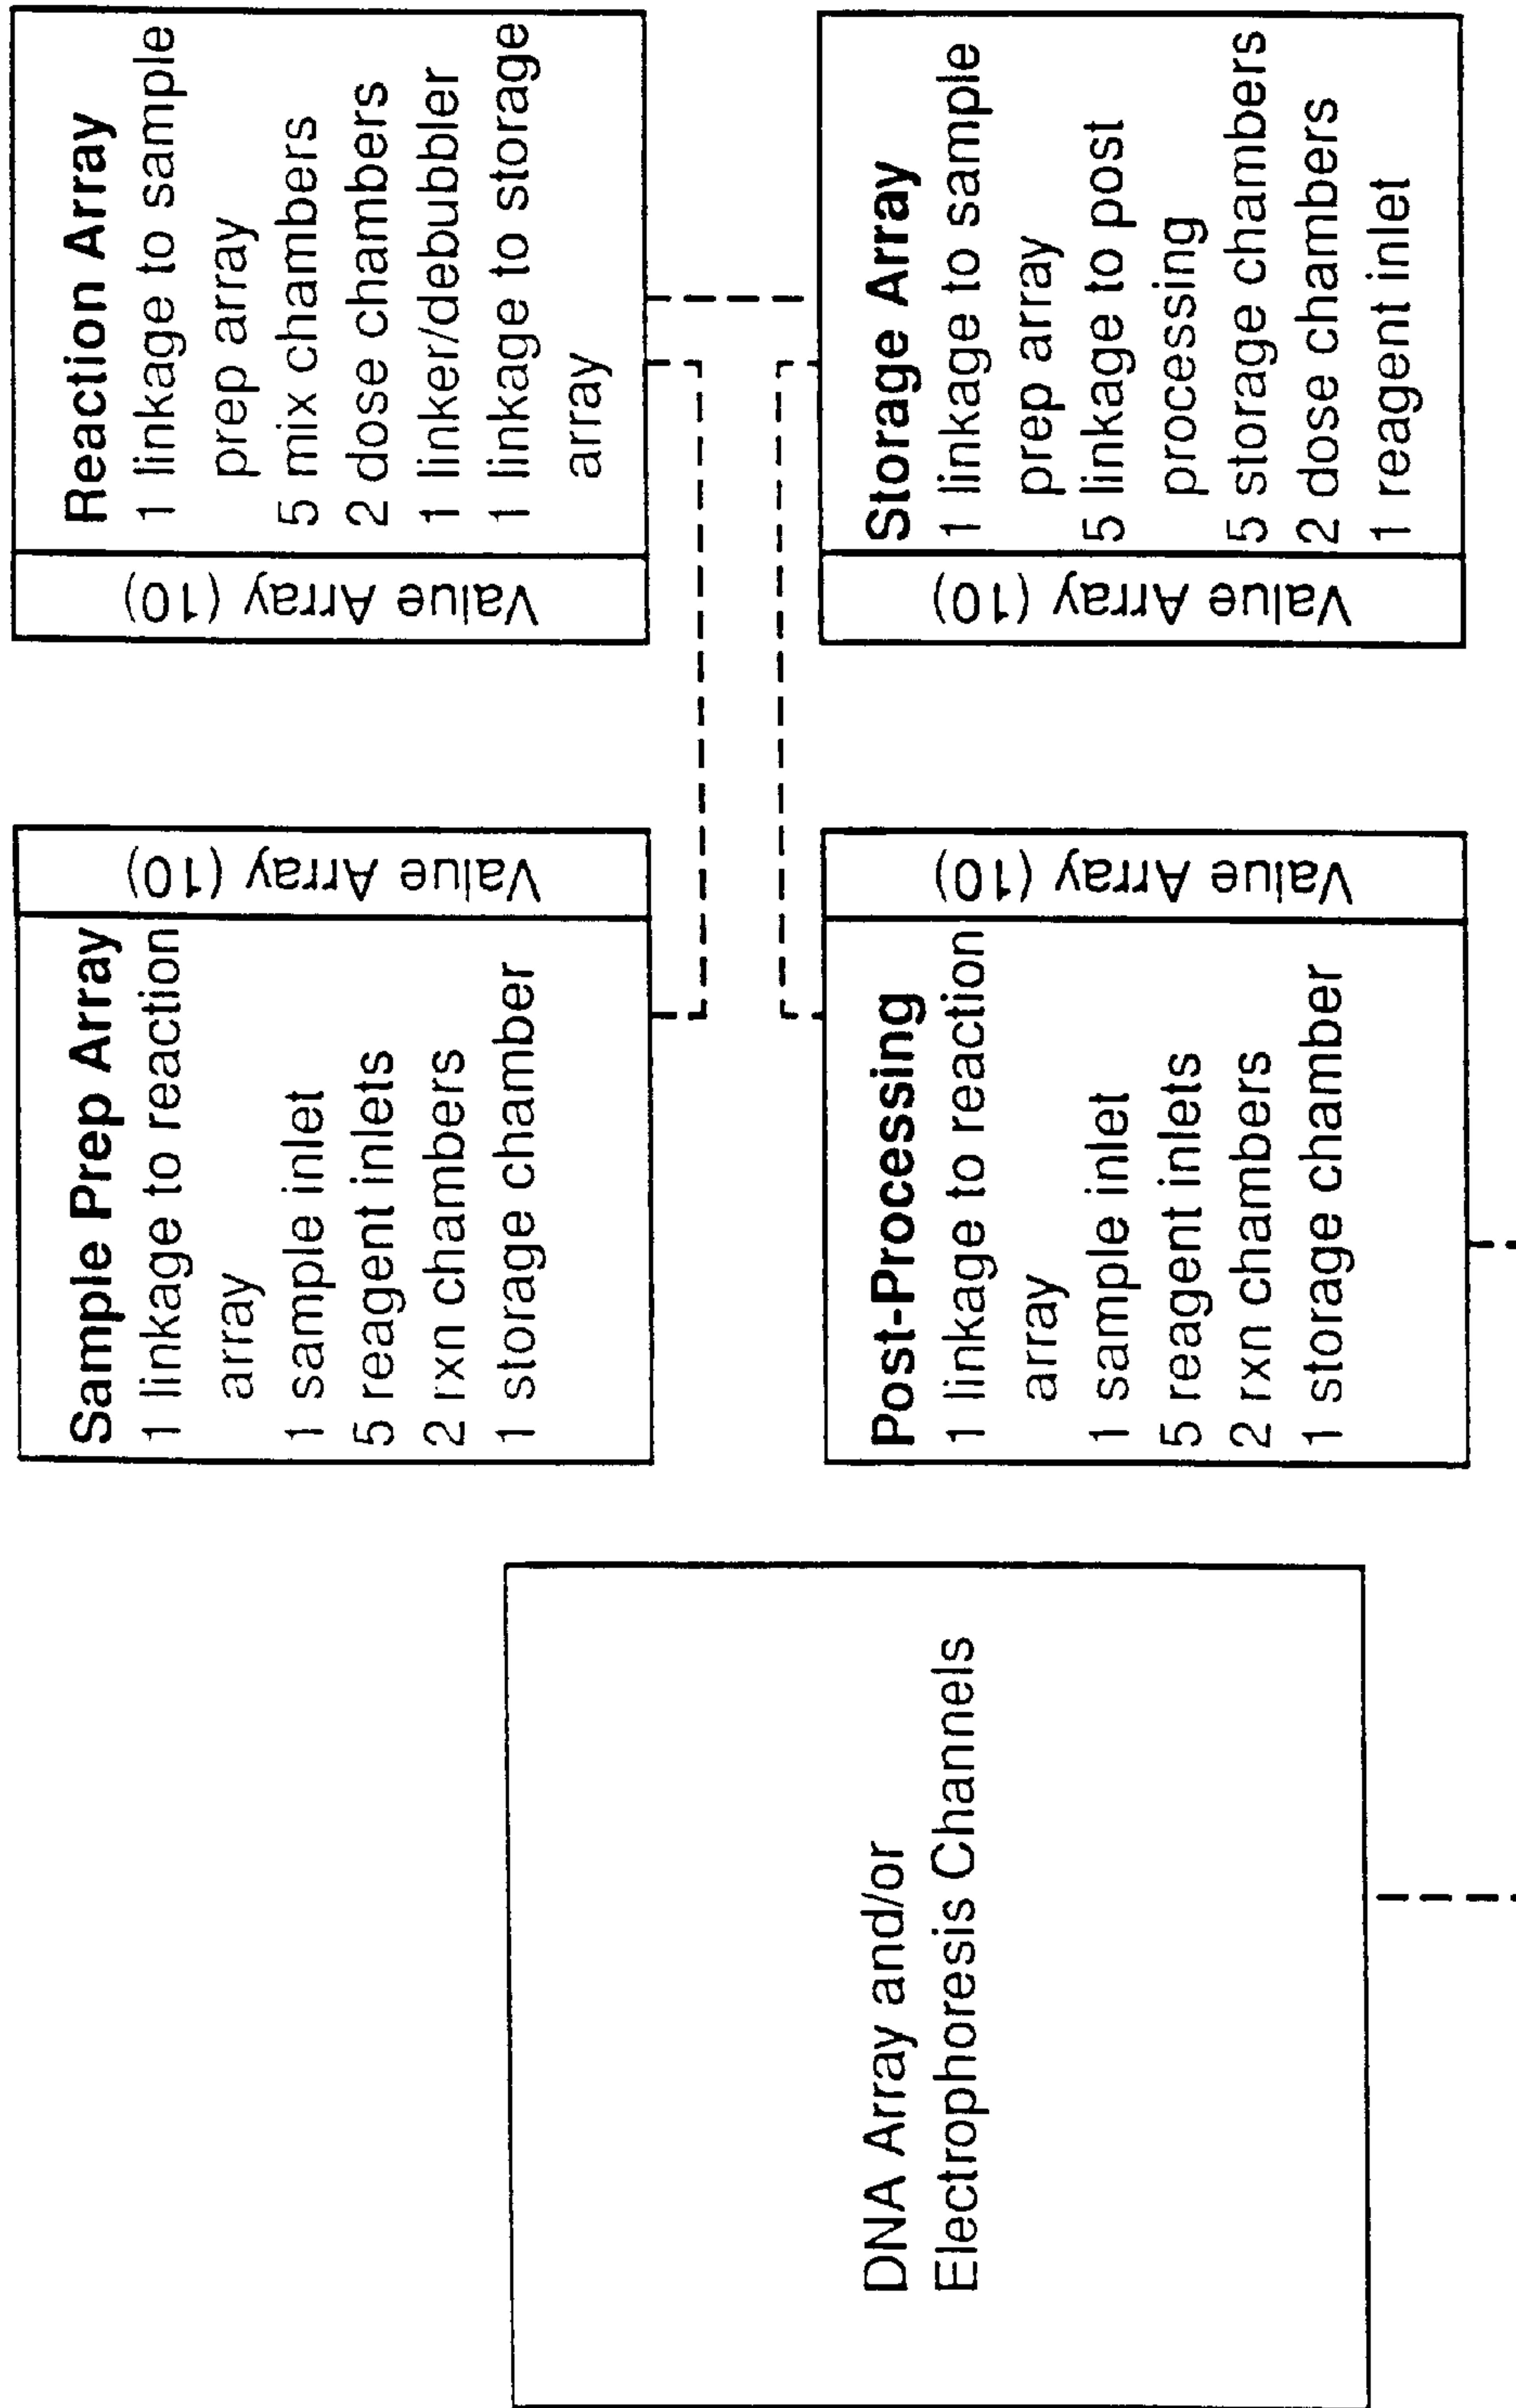 Sample Prep Array
1 linkage to reaction
array
1 sample inlet
5 reagent inlets
2 rxn chambers
1 storage chamber
Value Array (10)
Reaction Array
1 linkage to sample
prep array
5 mix chambers
2 dose chambers
1 linker/debubbler
1 linkage to storage
array
Value Array (10)
DNA Array and/or
Electrophoresis Channels
Post-Processing
1 linkage to reaction
array
1 sample inlet
5 reagent inlets
2 rxn chambers
1 storage chamber
Value Array (10)
Storage Array
1 linkage to sample
prep array
5 linkage to post
processing
5 storage chambers
2 dose chambers
1 reagent inlet
Value Array (10)